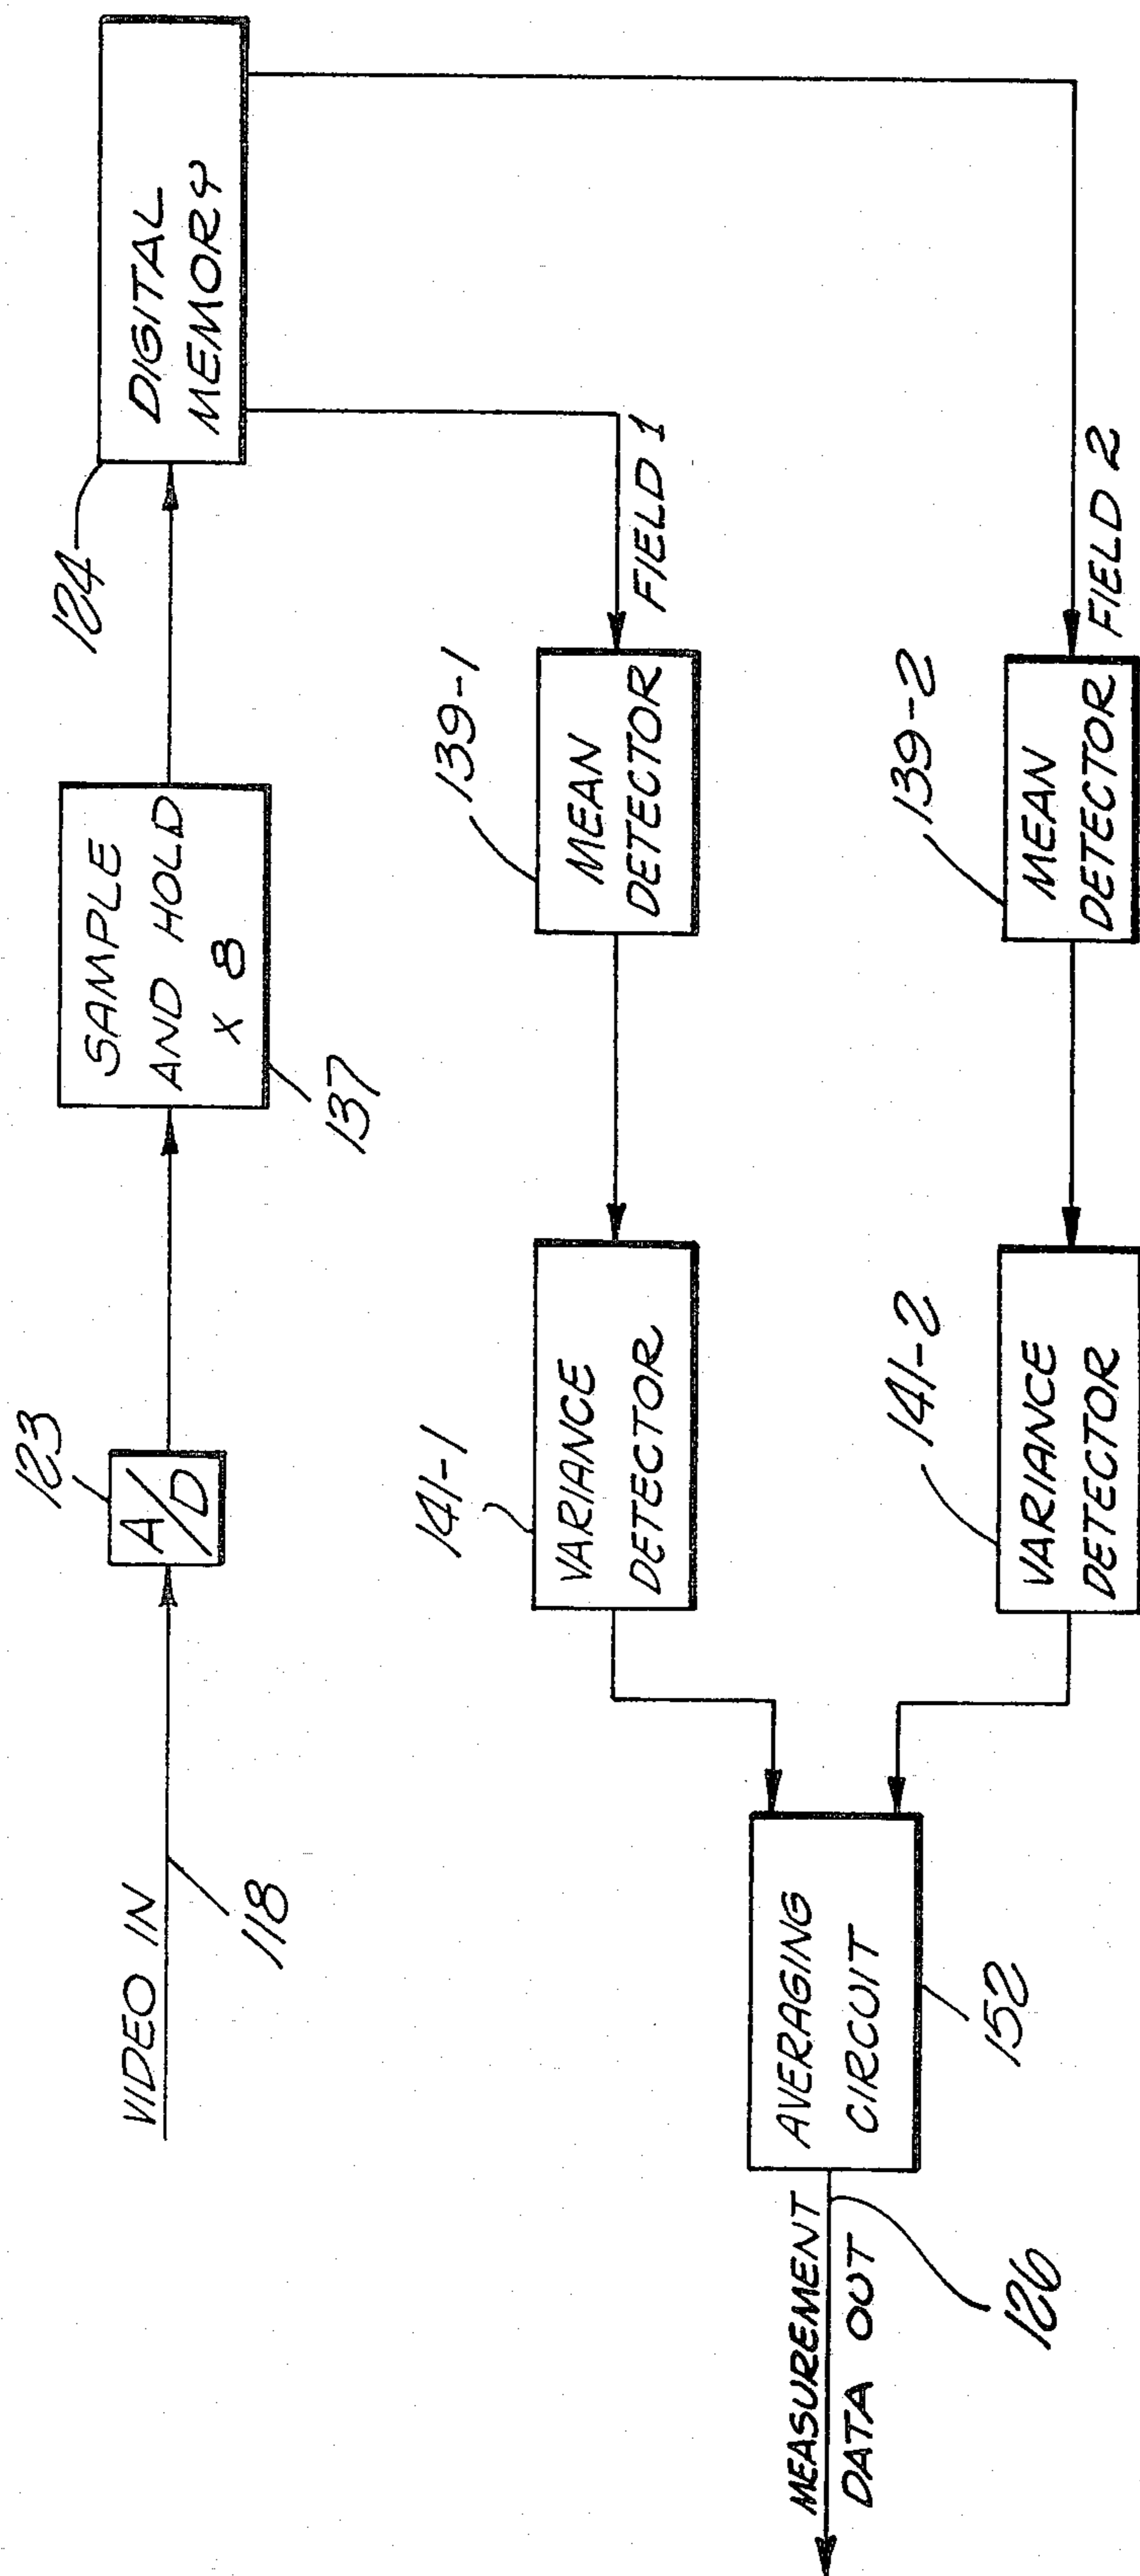 VIDEO IN
118
123
A/D
SAMPLE
AND HOLD
X 8
137
124
DIGITAL
MEMORY
FIELD 1
139-1
MEAN
DETECTOR
141-1
VARIANCE
DETECTOR
FIELD 2
139-2
MEAN
DETECTOR
141-2
VARIANCE
DETECTOR
AVERAGING
CIRCUIT
152
MEASUREMENT
DATA OUT
126